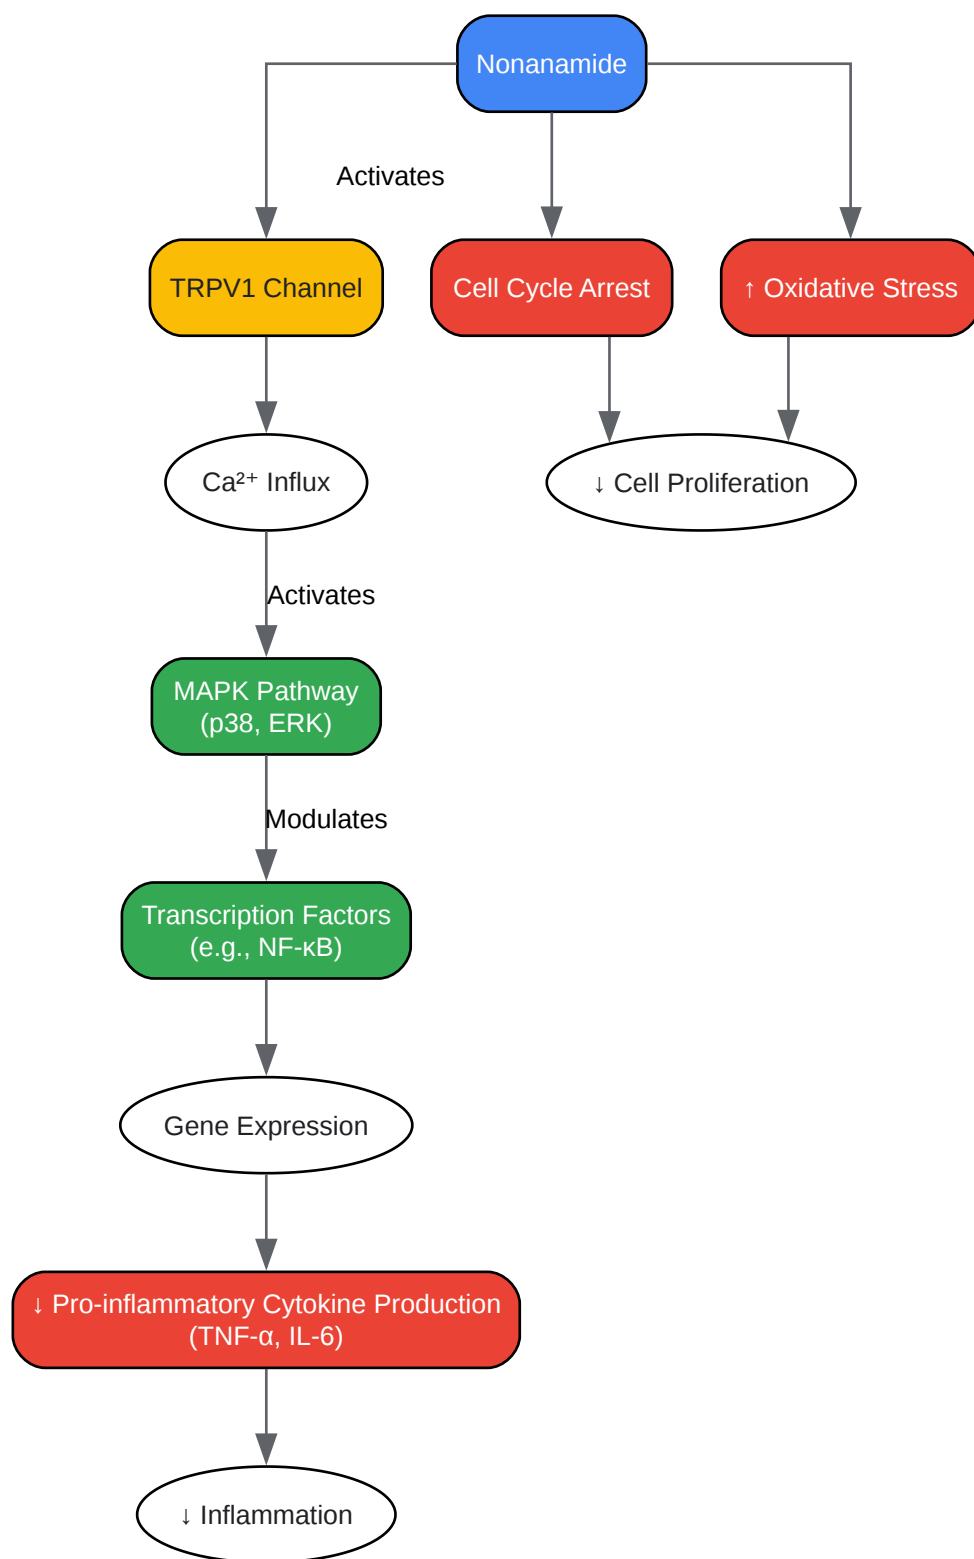 Nonanamide
Activates
TRPV1 Channel
Cell Cycle Arrest
↑ Oxidative Stress
Ca²⁺ Influx
↓ Cell Proliferation
Activates
MAPK Pathway
(p38, ERK)
Modulates
Transcription Factors
(e.g., NF-κB)
Gene Expression
↓ Pro-inflammatory Cytokine Production
(TNF-α, IL-6)
↓ Inflammation